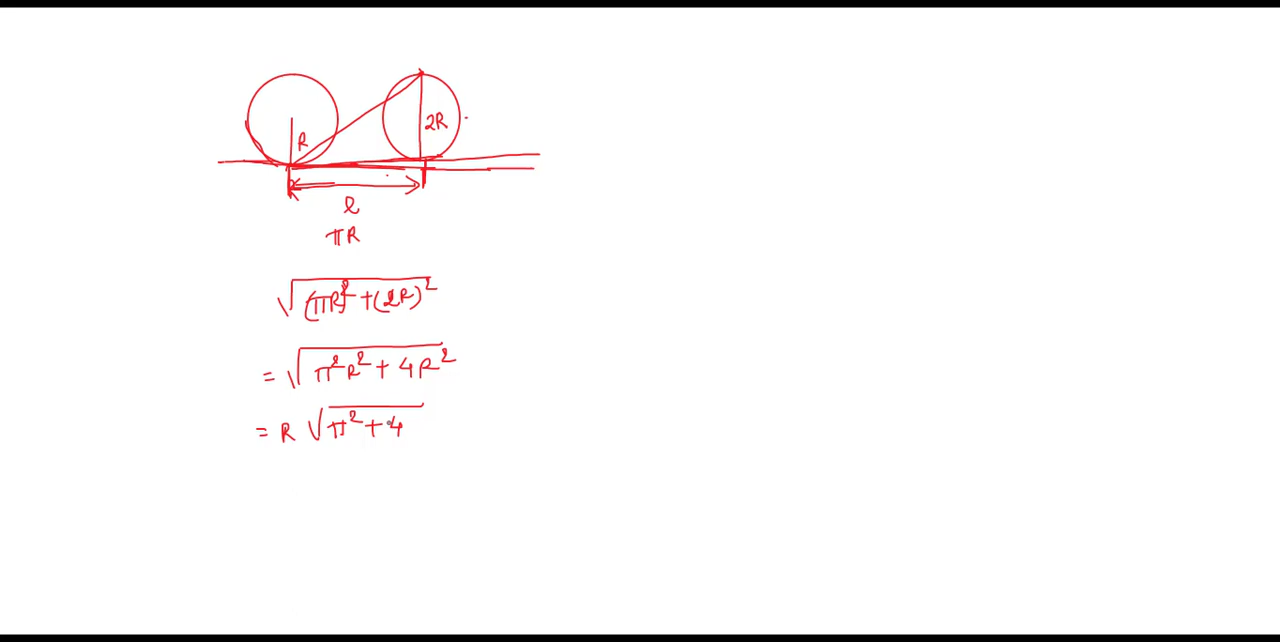 R
2R
l
πR
√((πR)² + (2R)²)
= √(π²R² + 4R²)
= R √(π² + 4)